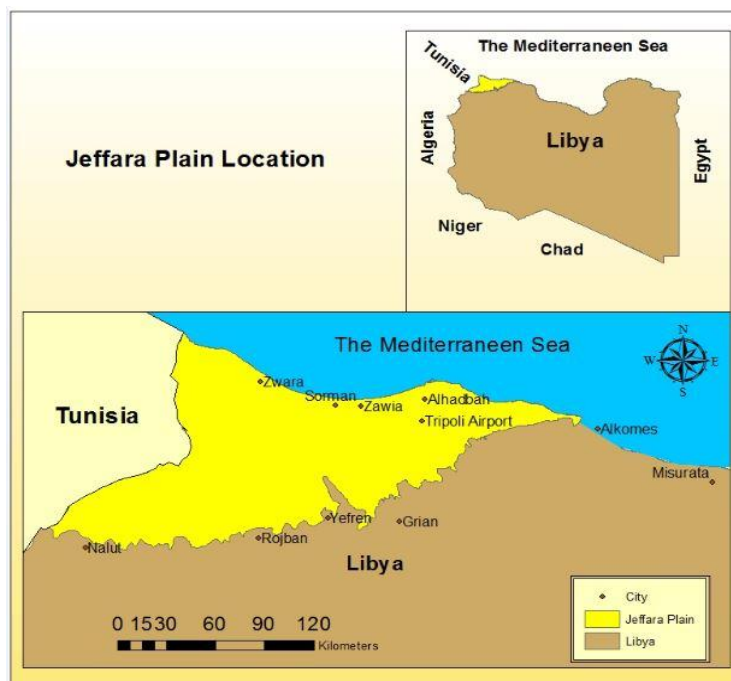 The Mediterraneen Sea
Tunisia
Algeria
Libya
Egypt
Niger
Chad
Jeffara Plain Location
The Mediterraneen Sea
N
W E
S
Tunisia
Zwara
Sorman
Zawia
Alhadbah
Tripoli Airport
Alkomes
Misurata
Yefren
Grian
Rojban
Nalut
Libya
0 15 30 60 90 120
Kilometers
City
Jeffara Plain
Libya